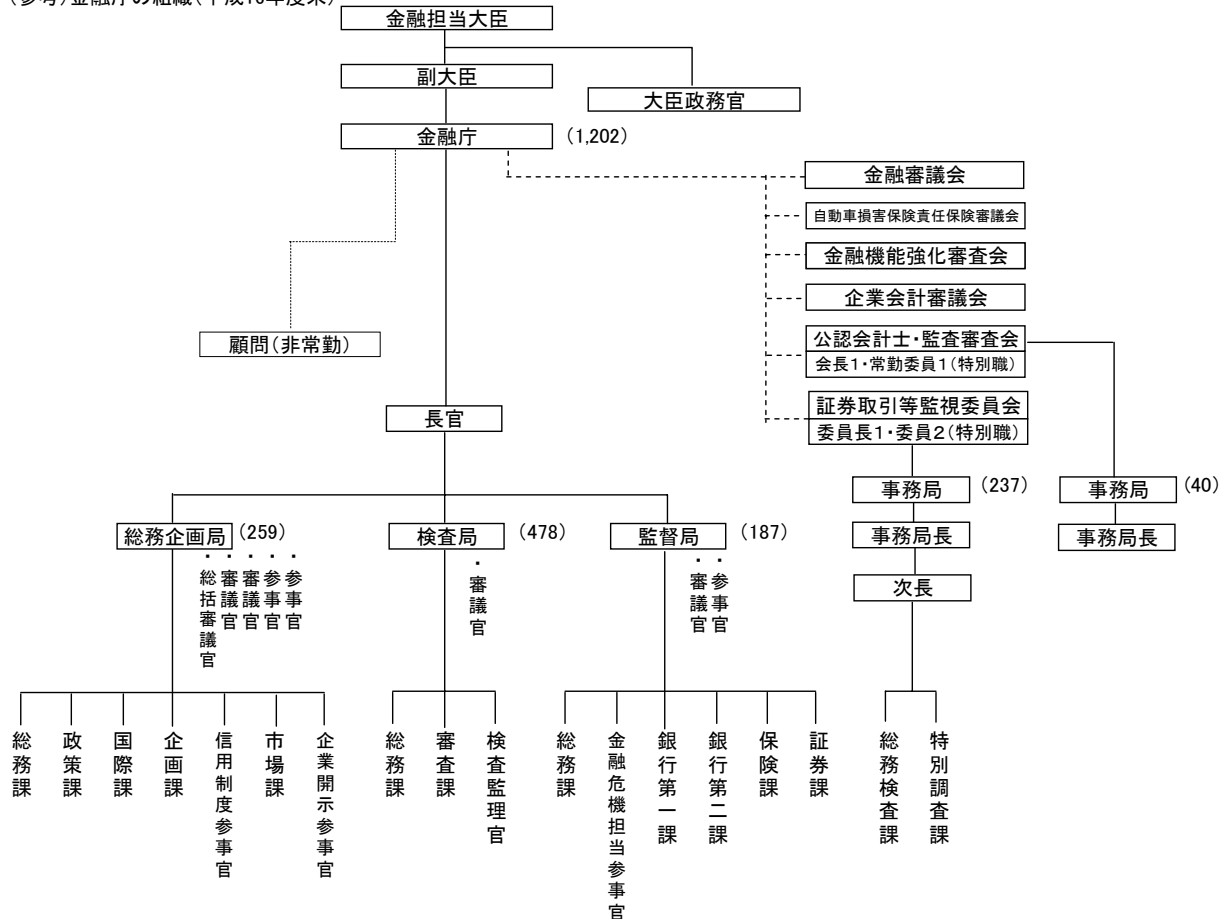 金融担当大臣
副大臣
大臣政務官
金融庁 (1,202)
金融審議会
自動車損害保険責任保険審議会
金融機能強化審査会
企業会計審議会
顧問(非常勤)
公認会計士・監査審査会
会長1・常勤委員1(特別職)
証券取引等監視委員会
委員長1・委員2(特別職)
長官
事務局 (237)
事務局 (40)
総務企画局 (259)
検査局 (478)
監督局 (187)
事務局長
事務局長
次長
・総括審議官
・審議官
・審議官
・参事官
・参事官
・審議官
・審議官
・参事官
総務課
政策課
国際課
企画課
信用制度参事官
市場課
企業開示参事官
総務課
審査課
検査監理官
総務課
金融危機担当参事官
銀行第一課
銀行第二課
保険課
証券課
総務検査課
特別調査課